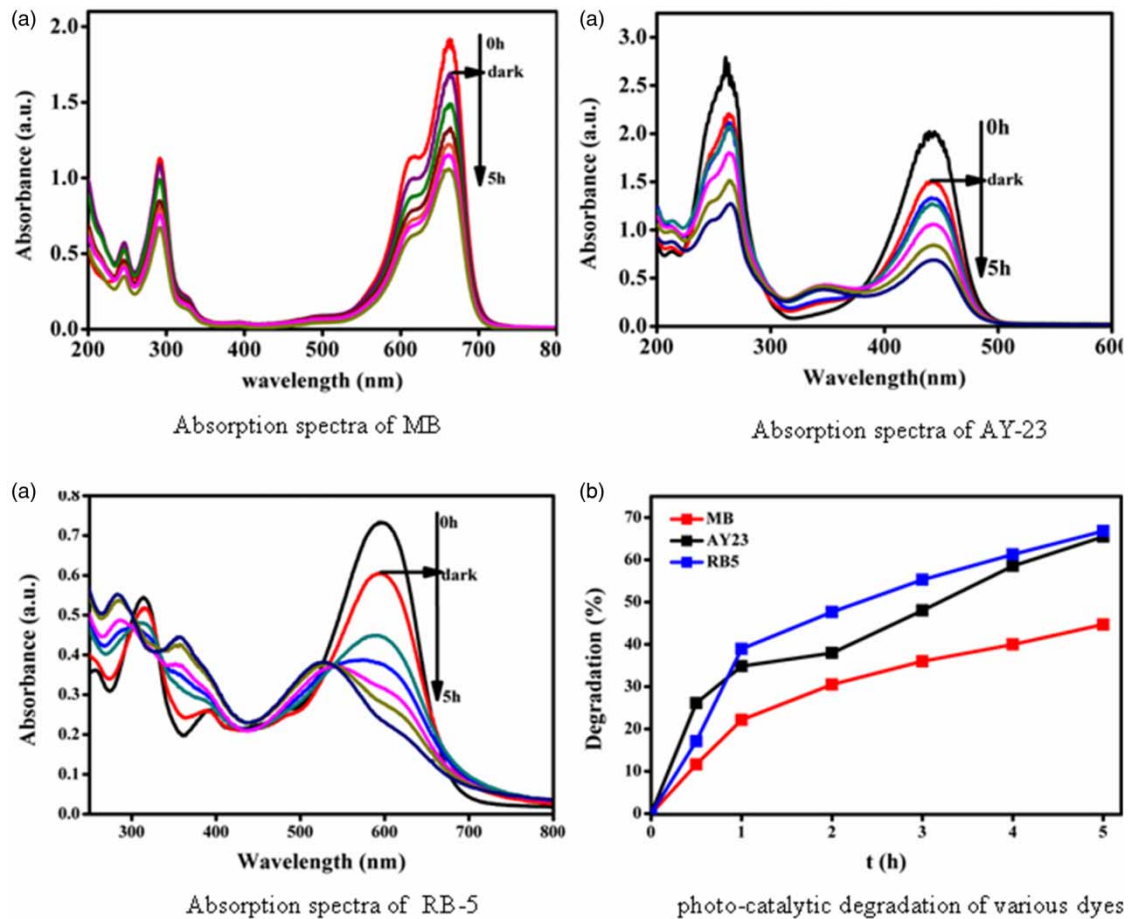 (a)
2.0
1.5
1.0
0.5
0.0
Absorbance (a.u.)
0h
dark
5h
200 300 400 500 600 700 80
wavelength (nm)
Absorption spectra of MB
(a)
3.0
2.5
2.0
1.5
1.0
0.5
0.0
Absorbance (a.u.)
0h
dark
5h
200 300 400 500 600
Wavelength(nm)
Absorption spectra of AY-23
(a)
0.8
0.7
0.6
0.5
0.4
0.3
0.2
0.1
0.0
Absorbance (a.u.)
0h
dark
5h
300 400 500 600 700 800
Wavelength (nm)
Absorption spectra of RB-5
(b)
70
60
50
40
30
20
10
0
Degradation (%)
MB
AY23
RB5
0 1 2 3 4 5
t (h)
photo-catalytic degradation of various dyes